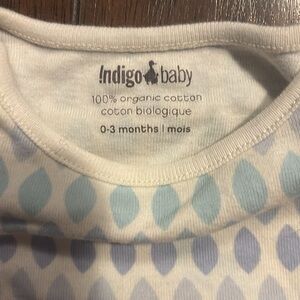 Indigo baby
100% organic cotton
coton biologique
0-3 months | mois